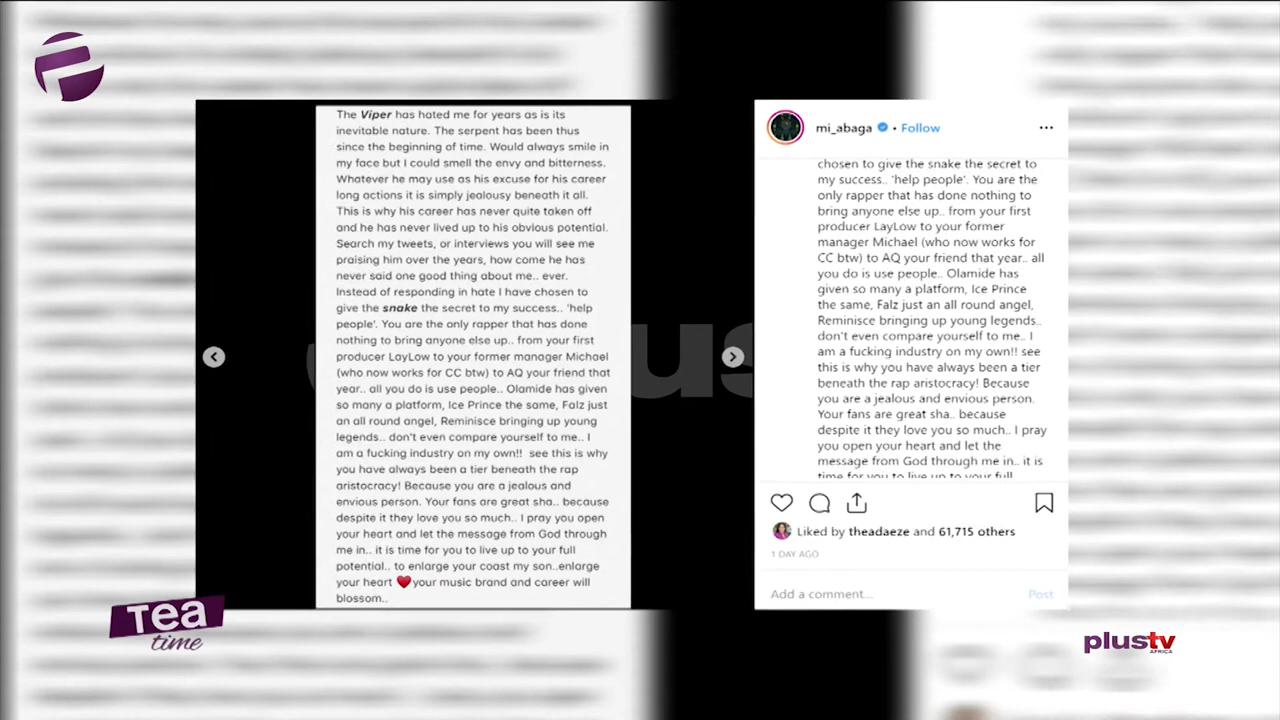 The Viper has hated me for years as is its
inevitable nature. The serpent has been thus
since the beginning of time. Would always smile in
my face but I could smell the envy and bitterness.
Whatever he may use as his excuse for his career
long actions it is simply jealousy beneath it all.
This is why his career has never quite taken off
and he has never lived up to his obvious potential.
Search my tweets, or interviews you will see me
praising him over the years, how come he has
never said one good thing about me.. ever.
Instead of responding in hate I have chosen to
give the snake the secret to my success.. 'help
people'. You are the only rapper that has done
nothing to bring anyone else up.. from your first
producer LayLow to your former manager Michael
(who now works for CC btw) to AQ your friend that
year.. all you do is use people.. Olamide has given
so many a platform, Ice Prince the same, Falz just
an all round angel, Reminisce bringing up young
legends.. don't even compare yourself to me.. I
am a fucking industry on my own!! see this is why
you have always been a tier beneath the rap
aristocracy! Because you are a jealous and
envious person. Your fans are great sha.. because
despite it they love you so much.. I pray you open
your heart and let the message from God through
me in.. it is time for you to live up to your full
potential.. to enlarge your coast my son..enlarge
your heart ❤️your music brand and career will
blossom..
mi_abaga • Follow
chosen to give the snake the secret to
my success.. 'help people'. You are the
only rapper that has done nothing to
bring anyone else up.. from your first
producer LayLow to your former
manager Michael (who now works for
CC btw) to AQ your friend that year.. all
you do is use people.. Olamide has
given so many a platform, Ice Prince
the same, Falz just an all round angel,
Reminisce bringing up young legends..
don't even compare yourself to me.. I
am a fucking industry on my own!! see
this is why you have always been a tier
beneath the rap aristocracy! Because
you are a jealous and envious person.
Your fans are great sha.. because
despite it they love you so much.. I pray
you open your heart and let the
message from God through me in.. it is
time for you to live up to your full
Liked by theadaeze and 61,715 others
1 DAY AGO
Add a comment... Post
Tea
time
plustv
AFRICA